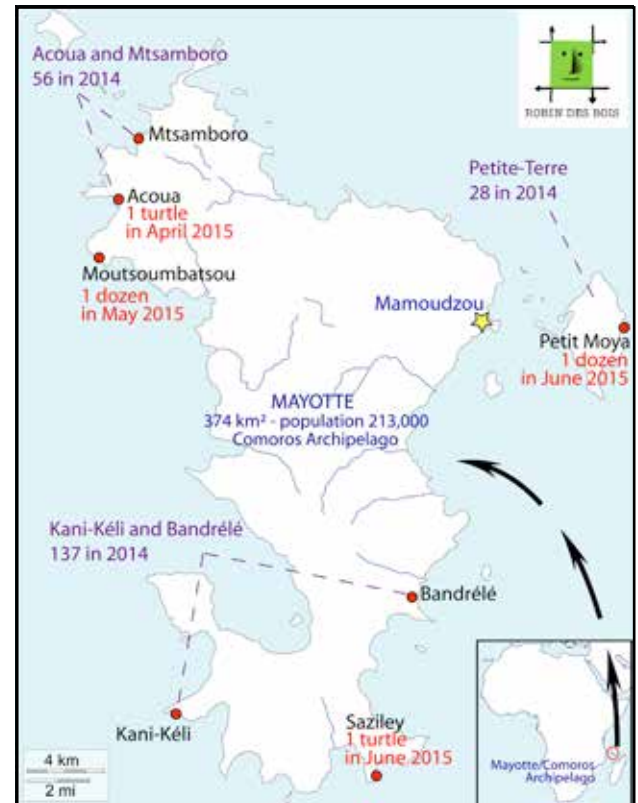 Acoua and Mtsamboro
56 in 2014
ROBIN DES BOIS
Mtsamboro
Petite-Terre
28 in 2014
Acoua
1 turtle
in April 2015
Moutsoumbatsou
1 dozen
in May 2015
Mamoudzou
Petit Moya
1 dozen
in June 2015
MAYOTTE
374 km² - population 213,000
Comoros Archipelago
Kani-Kéli and Bandrélé
137 in 2014
Bandrélé
Kani-Kéli
Saziley
1 turtle
in June 2015
4 km
2 mi
Mayotte/Comoros
Archipelago